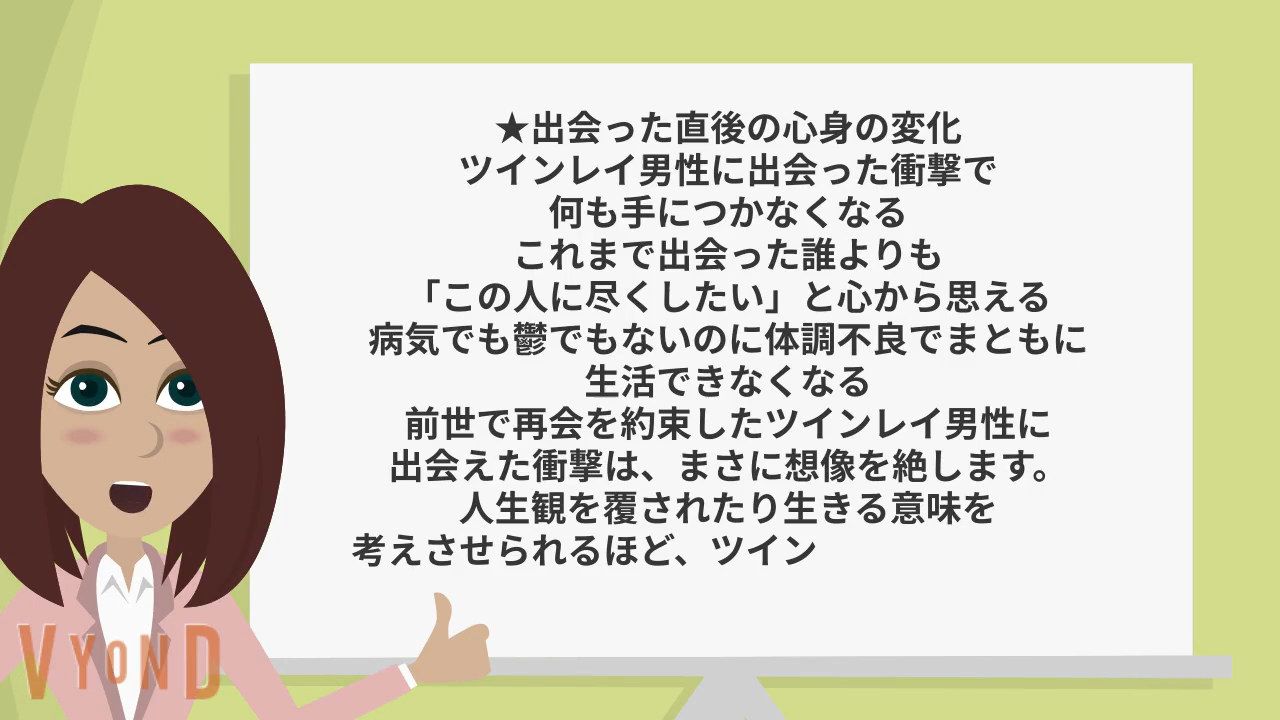 ★出会った直後の心身の変化
ツインレイ男性に出会った衝撃で
何も手につかなくなる
これまで出会った誰よりも
「この人に尽くしたい」と心から思える
病気でも鬱でもないのに体調不良でまともに
生活できなくなる
前世で再会を約束したツインレイ男性に
出会えた衝撃は、まさに想像を絶します。
人生観を覆されたり生きる意味を
考えさせられるほど、ツイン
VYOND